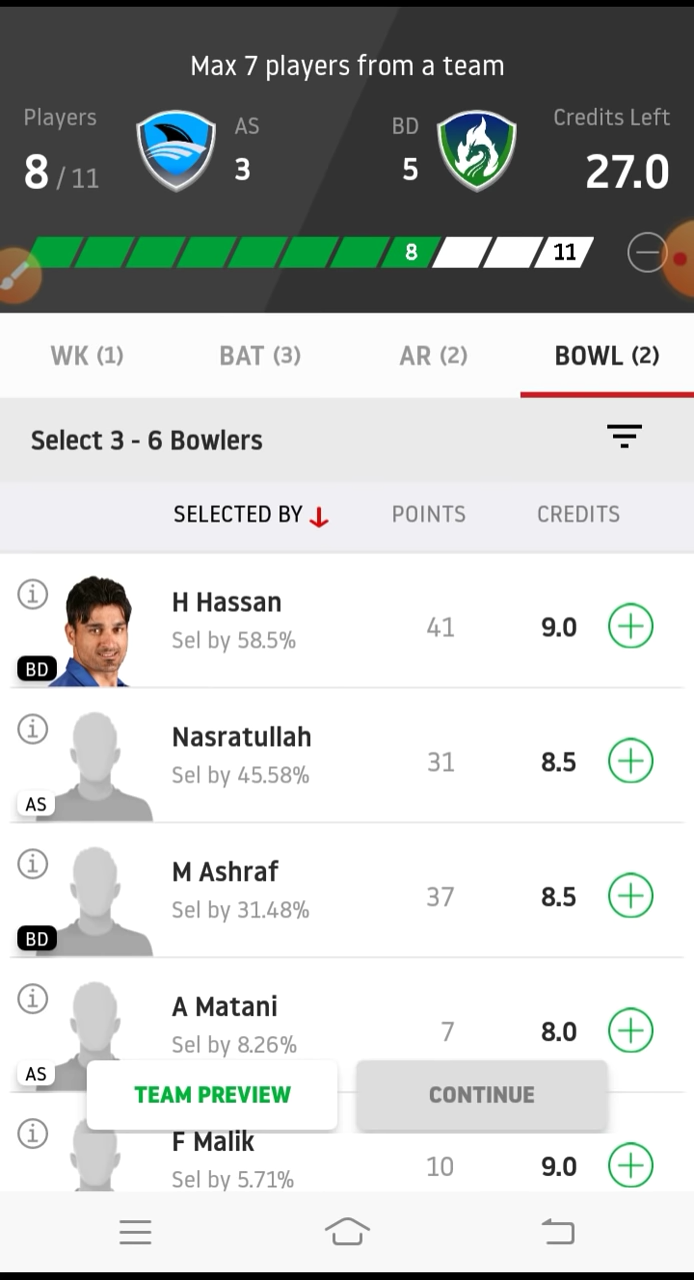 Max 7 players from a team
Players
AS
BD
Credits Left
8 / 11
3
5
27.0
8
11
WK (1)
BAT (3)
AR (2)
BOWL (2)
Select 3 - 6 Bowlers
SELECTED BY
POINTS
CREDITS
H Hassan
Sel by 58.5%
41
9.0
BD
Nasratullah
Sel by 45.58%
31
8.5
AS
M Ashraf
Sel by 31.48%
37
8.5
BD
A Matani
Sel by 8.26%
7
8.0
AS
TEAM PREVIEW
CONTINUE
F Malik
Sel by 5.71%
10
9.0